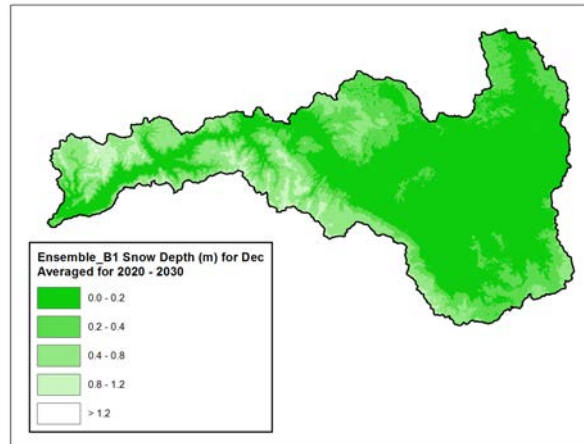 Ensemble_B1 Snow Depth (m) for Dec
Averaged for 2020 - 2030
0.0 - 0.2
0.2 - 0.4
0.4 - 0.8
0.8 - 1.2
> 1.2